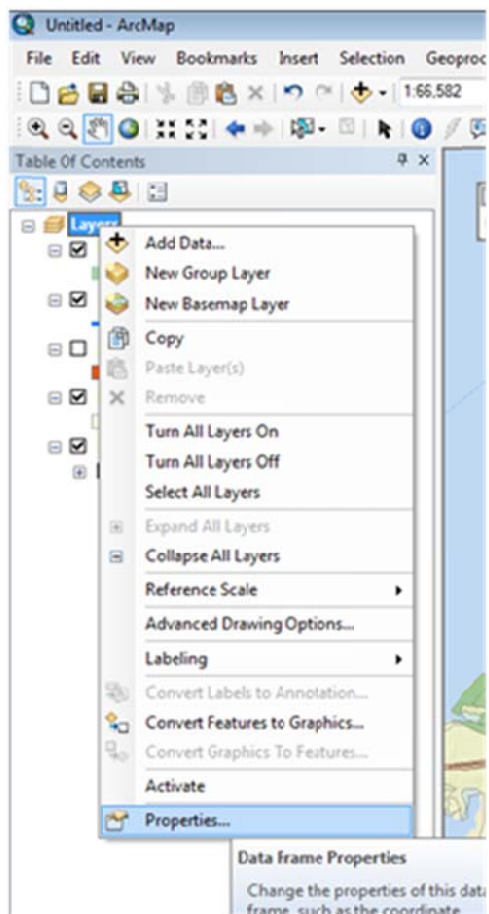 Untitled - ArcMap
File Edit View Bookmarks Insert Selection Geoproc
1:66,582
Table Of Contents
Layers
Add Data...
New Group Layer
New Basemap Layer
Copy
Paste Layer(s)
Remove
Turn All Layers On
Turn All Layers Off
Select All Layers
Expand All Layers
Collapse All Layers
Reference Scale
Advanced Drawing Options...
Labeling
Convert Labels to Annotation...
Convert Features to Graphics...
Convert Graphics To Features...
Activate
Properties...
Data Frame Properties
Change the properties of this data
frame, such as the coordinate